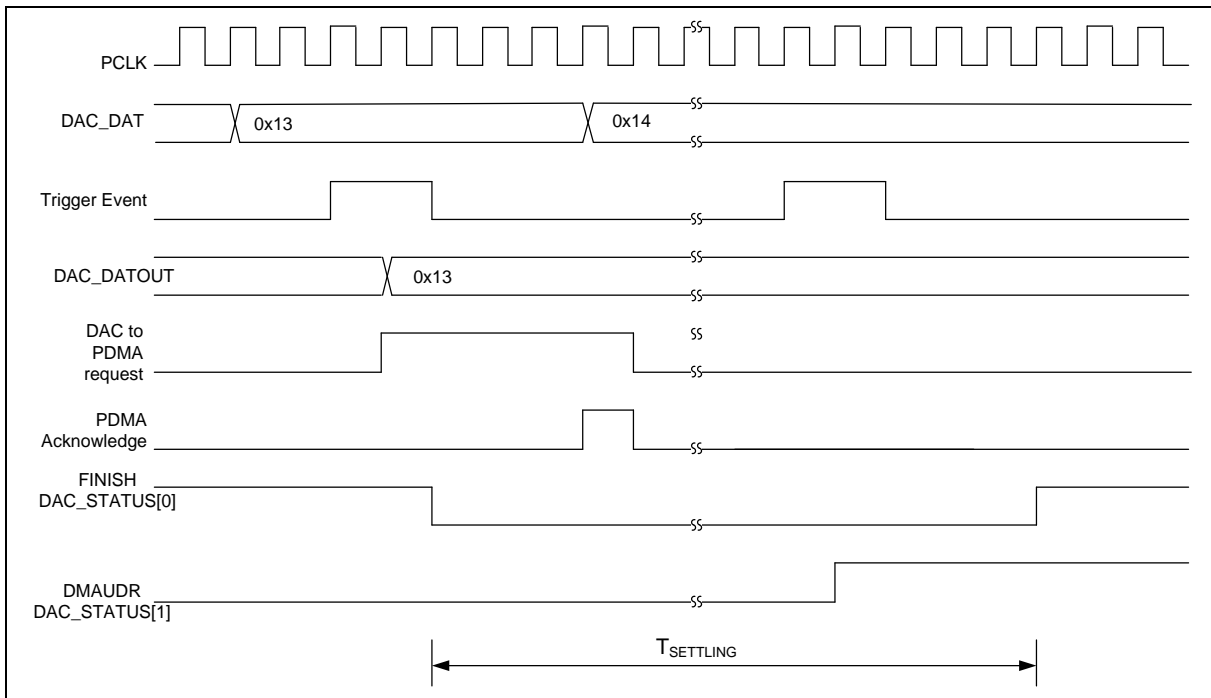 PCLK
DAC_DAT
0x13
0x14
Trigger Event
DAC_DATOUT
0x13
DAC to
PDMA
request
PDMA
Acknowledge
FINISH
DAC_STATUS[0]
DMAUDR
DAC_STATUS[1]
TSETTLING